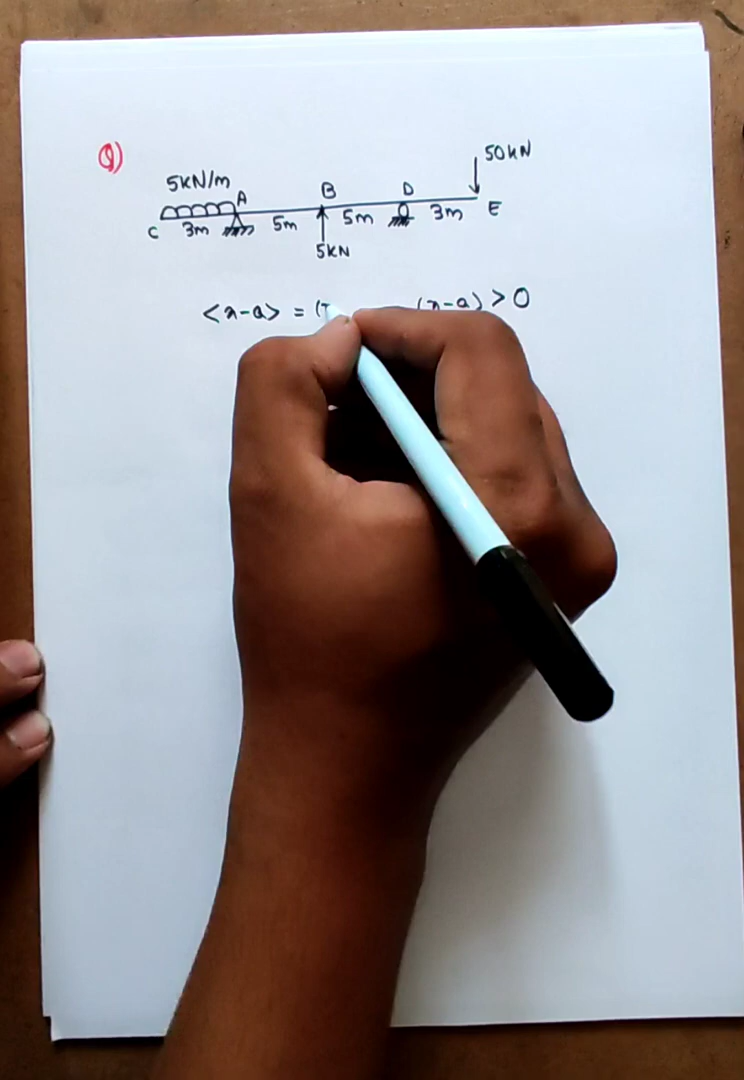 Q)
50kN
5kN/m
A
B
D
C
3m
5m
5m
3m
E
5kN
<x-a> = (x (x-a) > 0